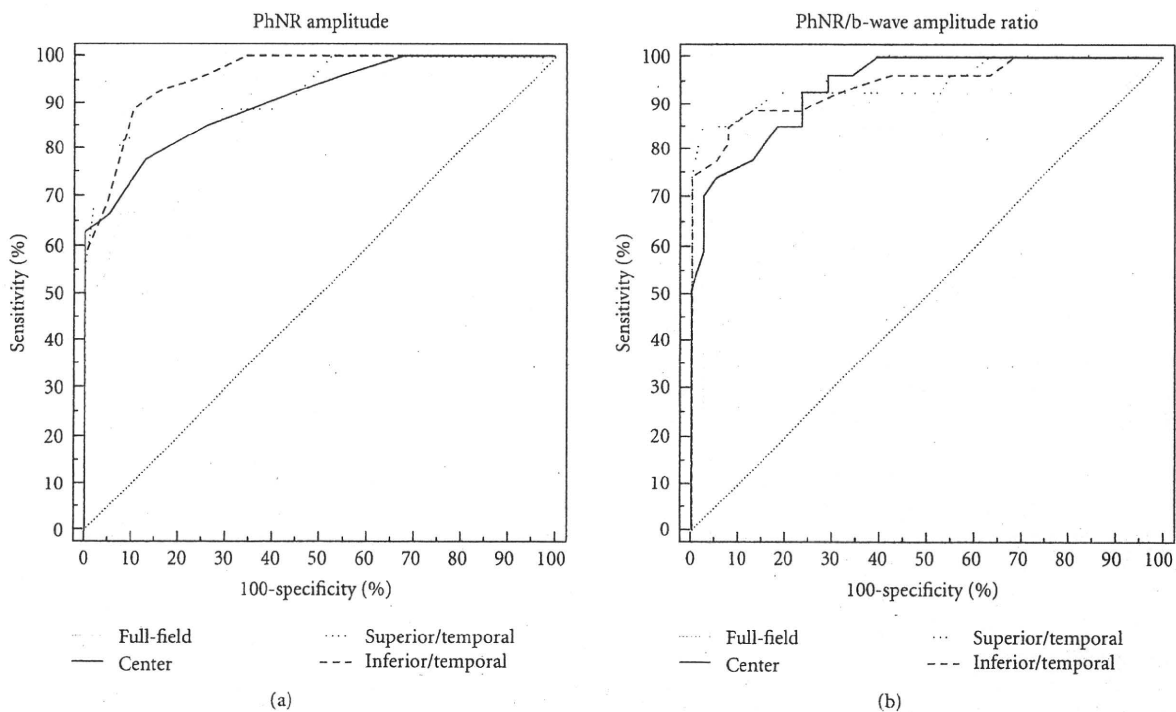 PhNR amplitude
100
90
80
70
60
50
40
30
20
10
0
Sensitivity (%)
0 10 20 30 40 50 60 70 80 90 100
100-specificity (%)
Full-field
Center
Superior/temporal
Inferior/temporal
(a)
PhNR/b-wave amplitude ratio
100
90
80
70
60
50
40
30
20
10
0
Sensitivity (%)
0 10 20 30 40 50 60 70 80 90 100
100-specificity (%)
Full-field
Center
Superior/temporal
Inferior/temporal
(b)